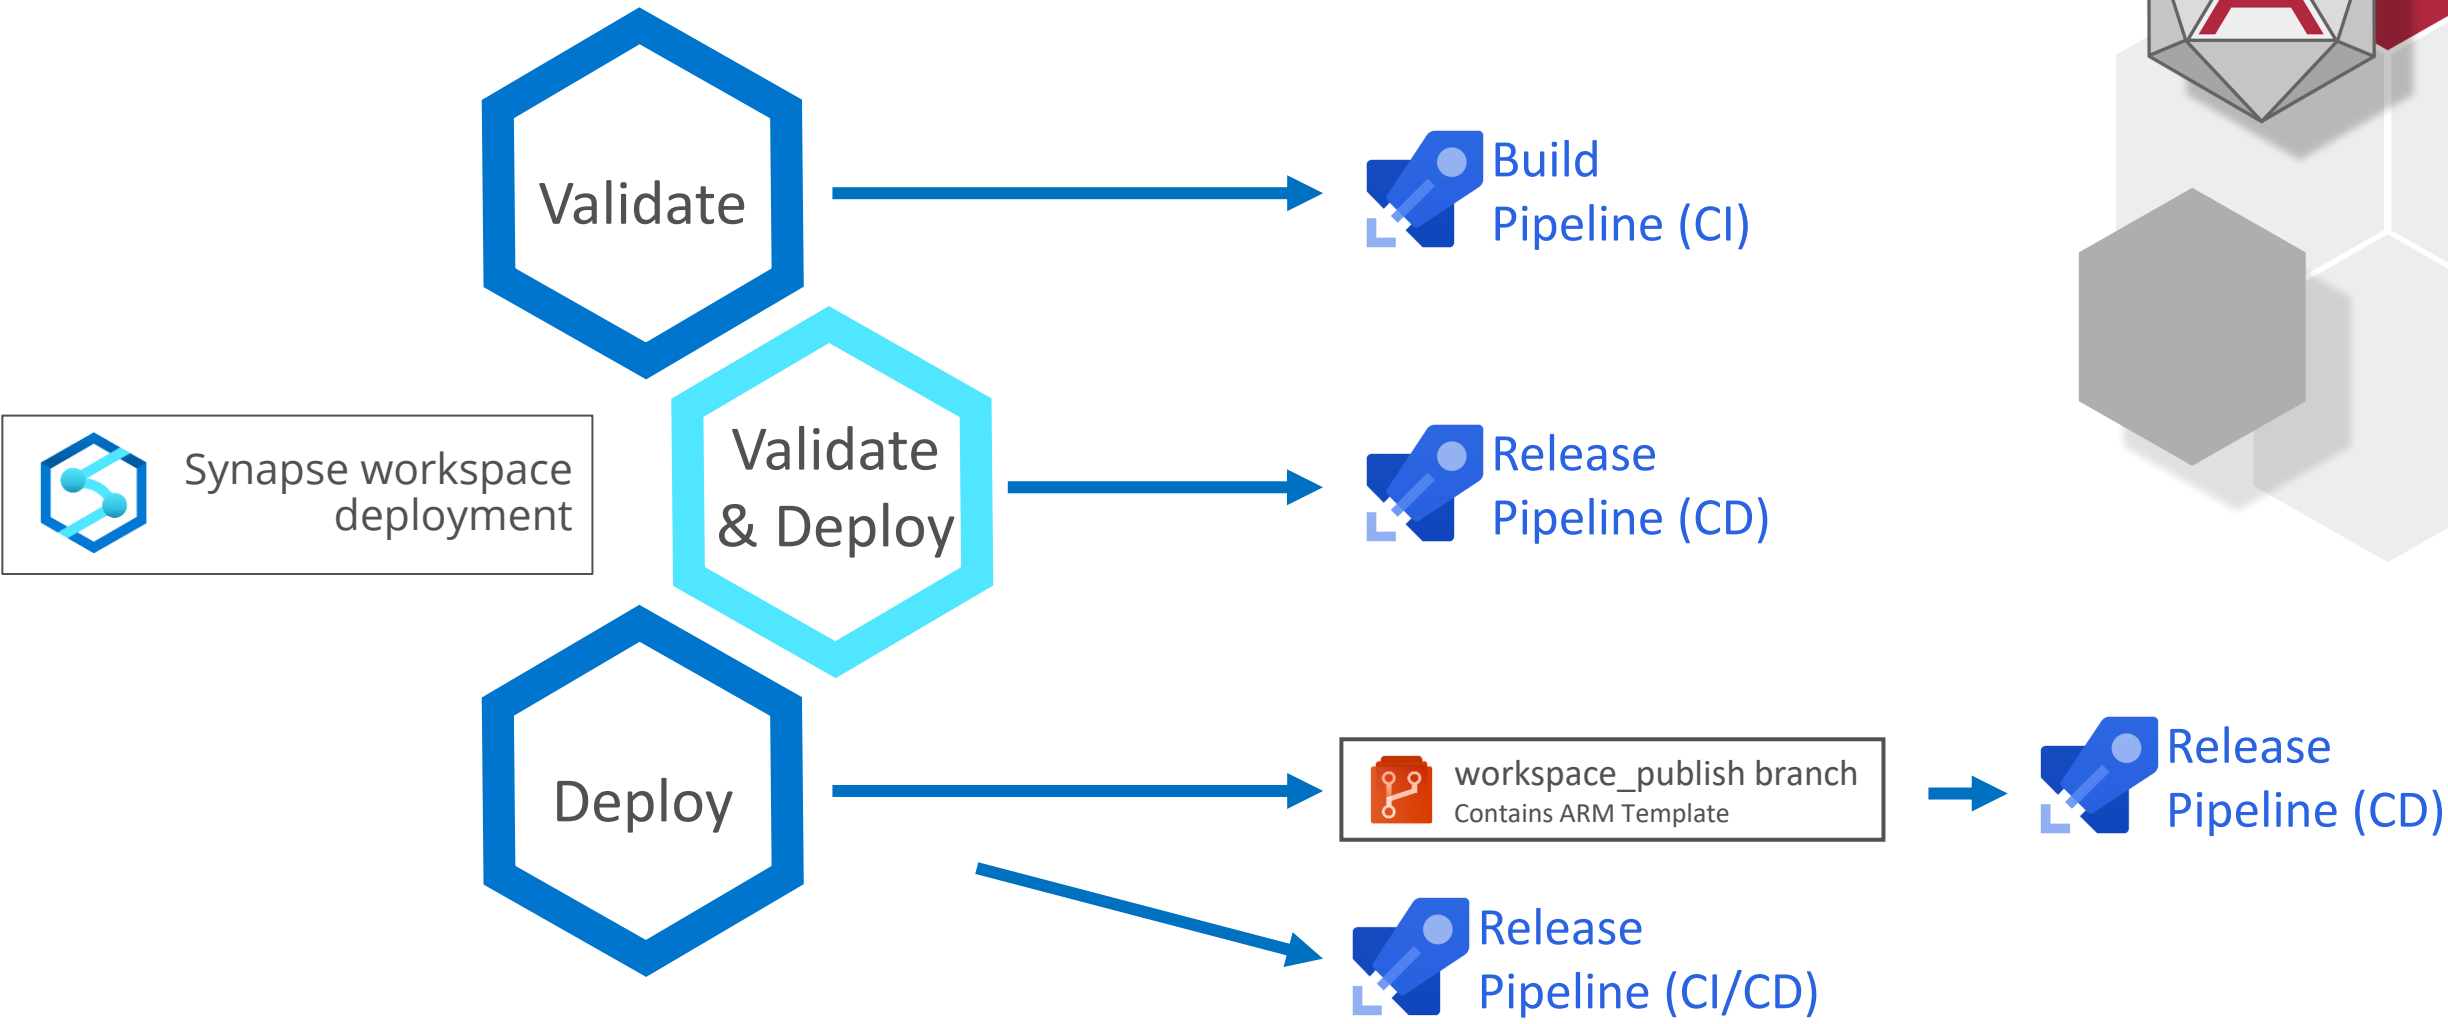 Validate
Build
Pipeline (CI)
Synapse workspace
deployment
Validate
& Deploy
Release
Pipeline (CD)
Deploy
workspace_publish branch
Contains ARM Template
Release
Pipeline (CD)
Release
Pipeline (CI/CD)